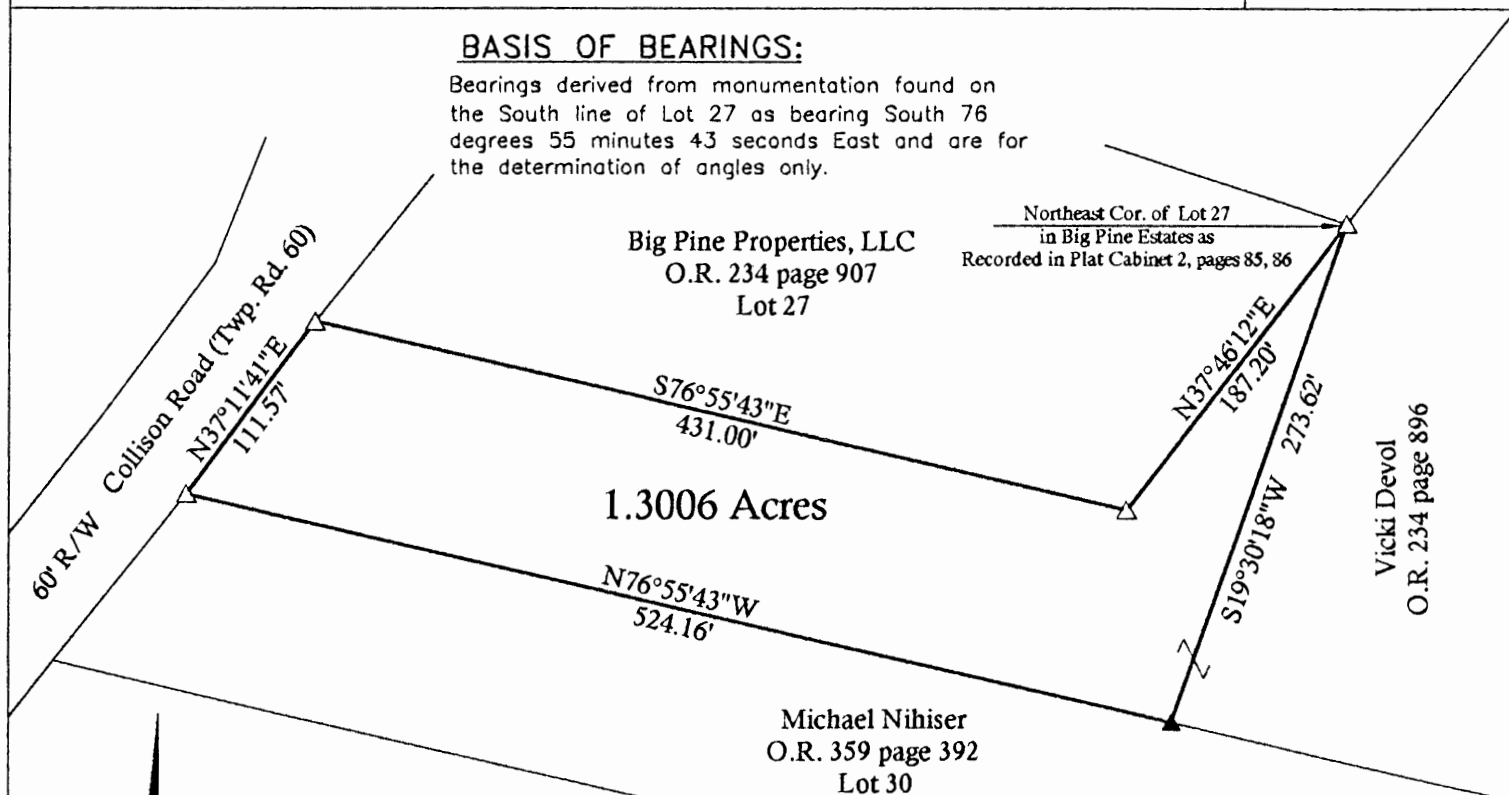 BASIS OF BEARINGS:
Bearings derived from monumentation found on
the South line of Lot 27 as bearing South 76
degrees 55 minutes 43 seconds East and are for
the determination of angles only.
Northeast Cor. of Lot 27
in Big Pine Estates as
Recorded in Plat Cabinet 2, pages 85, 86
Big Pine Properties, LLC
O.R. 234 page 907
Lot 27
60' R/W Collison Road (Twp. Rd. 60)
N37°11'41"E
111.57'
S76°55'43"E
431.00'
N37°46'12"E
187.20'
S19°30'18"W 273.62'
Vicki Devol
O.R. 234 page 896
1.3006 Acres
N76°55'43"W
524.16'
Michael Nihiser
O.R. 359 page 392
Lot 30